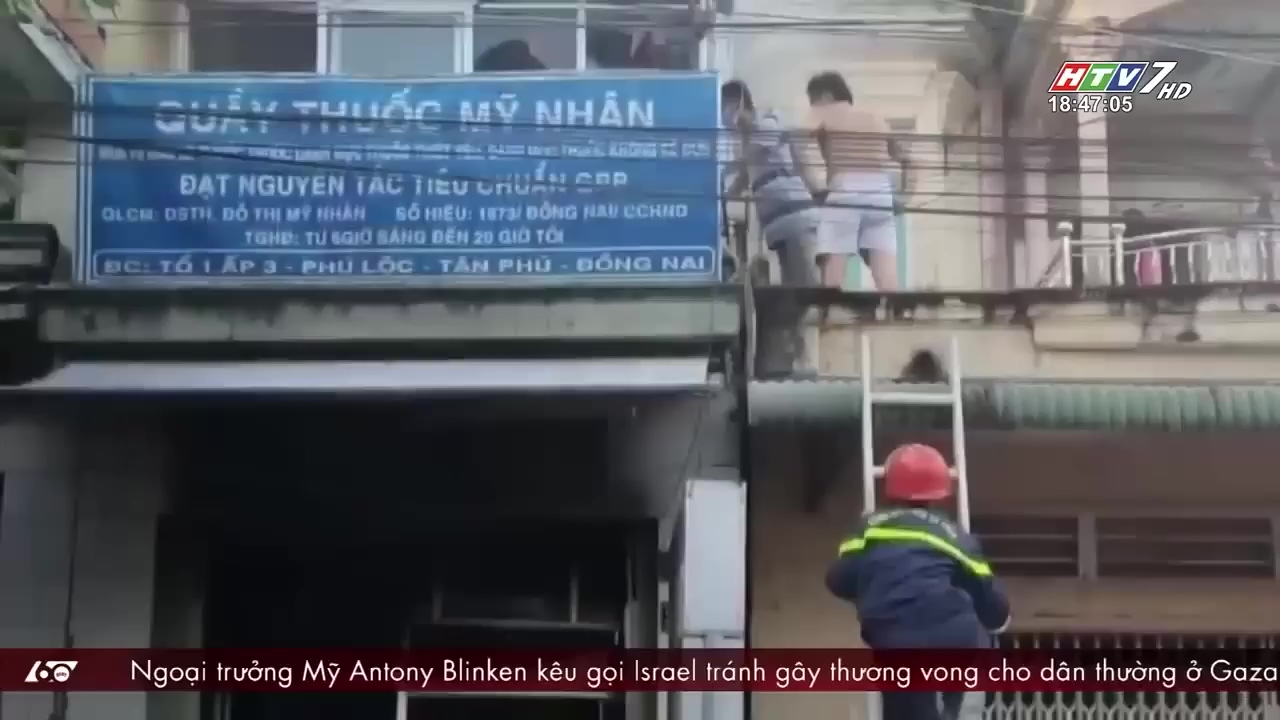 HTV7 HD
18:47:05
QUẦY THUỐC MỸ NHÂN
ĐẠT NGUYÊN TẮC TIÊU CHUẨN GPP
QLCM: DSTH. ĐỖ THỊ MỸ NHÂN SỐ HIỆU: 1873/ ĐỒNG NAI CCHND
TGHĐ: TỪ 6GIỜ SÁNG ĐẾN 20 GIỜ TỐI
ĐC: TỔ 1 ẤP 3 - PHÚ LỘC - TÂN PHÚ - ĐỒNG NAI
60 giây
Ngoại trưởng Mỹ Antony Blinken kêu gọi Israel tránh gây thương vong cho dân thường ở Gaza